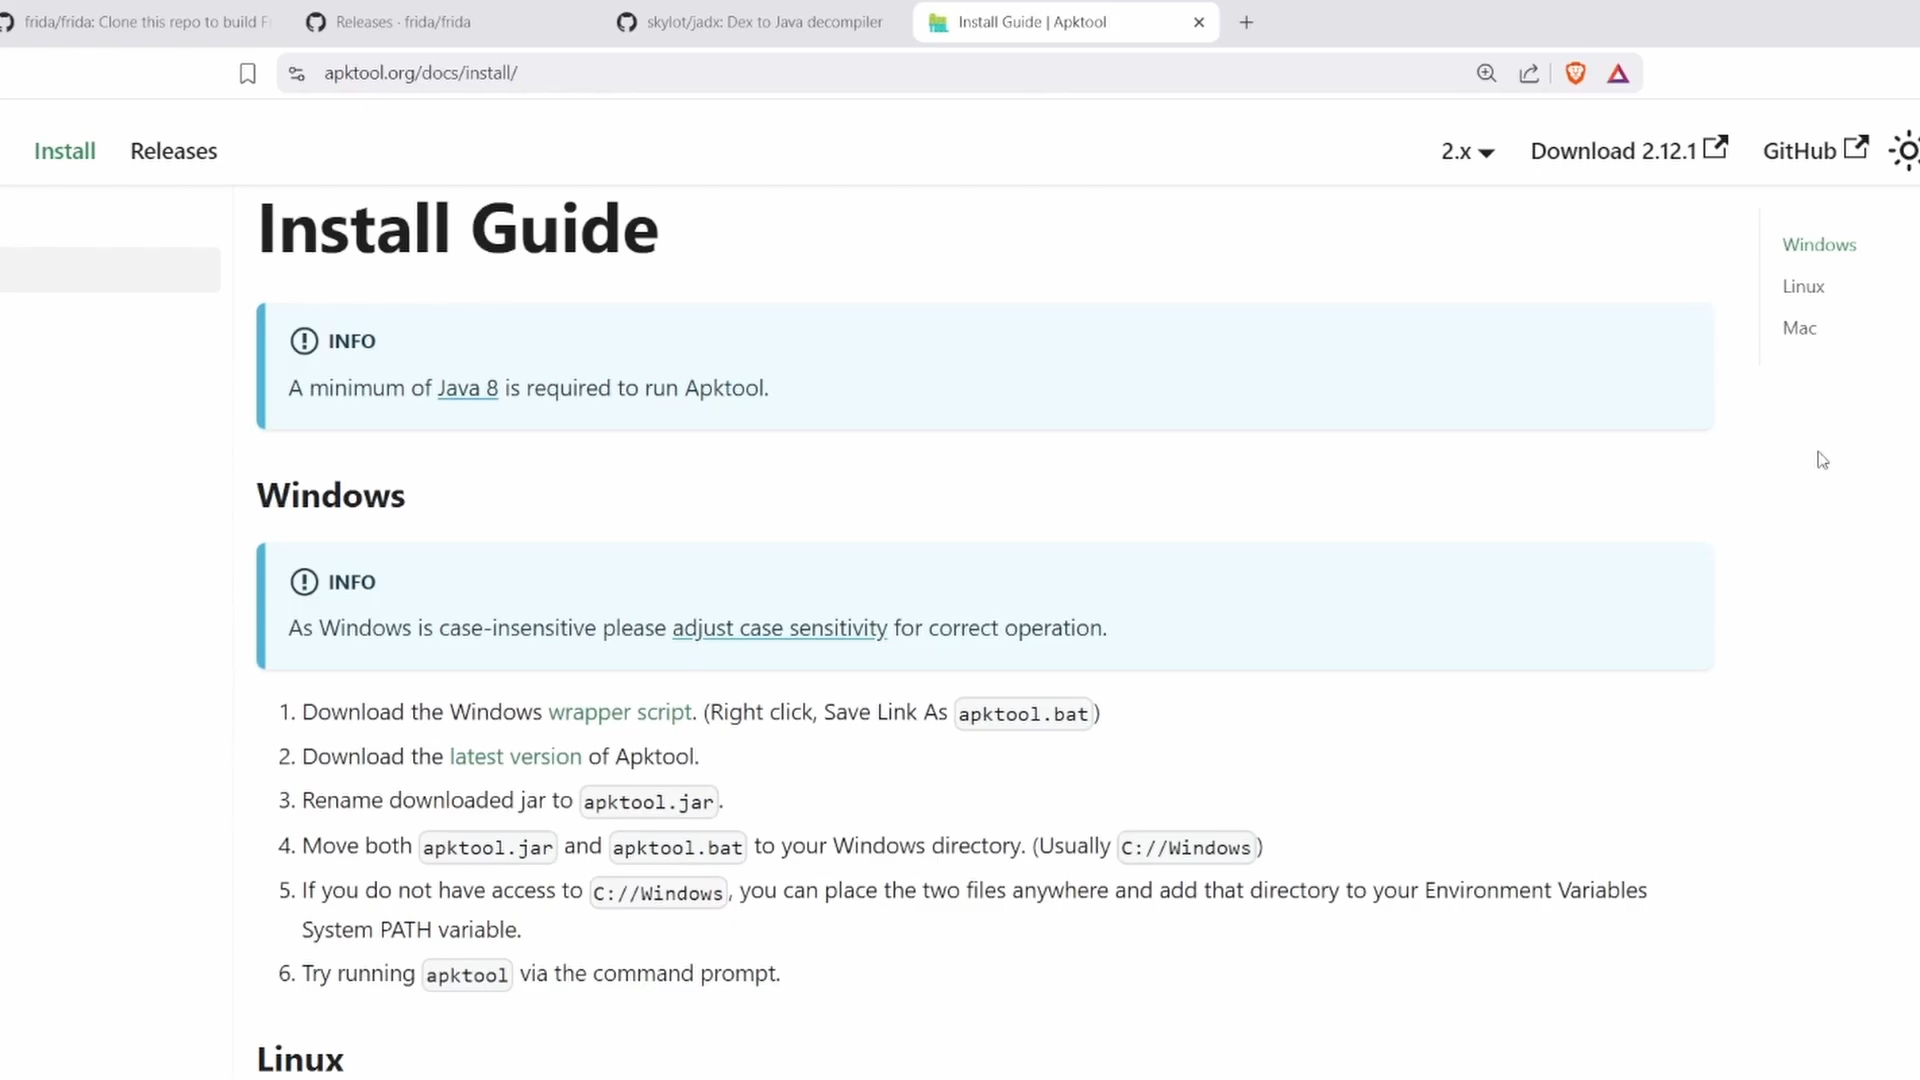 frida/frida: Clone this repo to build F
Releases · frida/frida
skylot/jadx: Dex to Java decompiler
Install Guide | Apktool
apktool.org/docs/install/
Install
Releases
2.x
Download 2.12.1
GitHub
Install Guide
INFO
A minimum of Java 8 is required to run Apktool.
Windows
INFO
As Windows is case-insensitive please adjust case sensitivity for correct operation.
1. Download the Windows wrapper script. (Right click, Save Link As apktool.bat)
2. Download the latest version of Apktool.
3. Rename downloaded jar to apktool.jar.
4. Move both apktool.jar and apktool.bat to your Windows directory. (Usually C://Windows)
5. If you do not have access to C://Windows, you can place the two files anywhere and add that directory to your Environment Variables
System PATH variable.
6. Try running apktool via the command prompt.
Linux
Windows
Linux
Mac